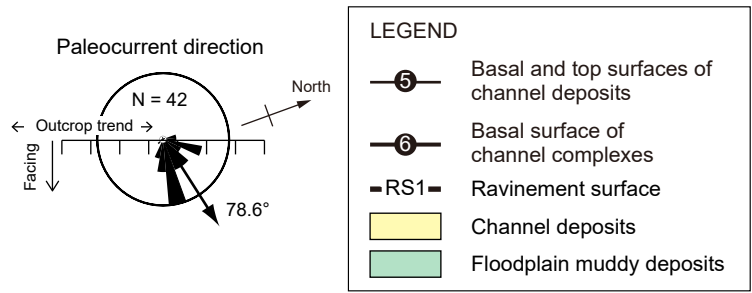 Paleocurrent direction
N = 42
North
← Outcrop trend →
Facing
78.6°
LEGEND
5 Basal and top surfaces of
channel deposits
6 Basal surface of
channel complexes
RS1 Ravinement surface
Channel deposits
Floodplain muddy deposits